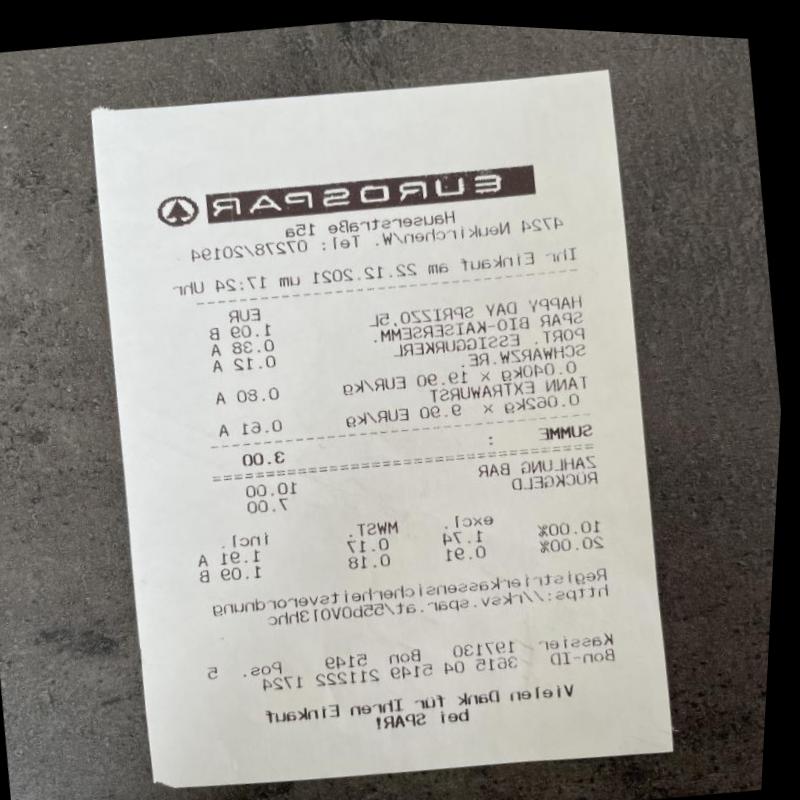 EUROSPAR
Hauserstraße 15a
4724 Neukirchen/W. Tel: 07278/20194
Ihr Einkauf am 22.12.2021 um 17:24 Uhr
EUR
HAPPY DAY SPRIZZO,5L 1.09 B
SPAR BIO-KAISERSEMM. 0.38 A
PORT. ESSIGGURKERL 0.12 A
SCHWARZW.RE.
0.040kg x 19.90 EUR/kg 0.80 A
TANN EXTRAWURST
0.062kg x 9.90 EUR/kg 0.61 A
SUMME : 3.00
ZAHLUNG BAR 10.00
RÜCKGELD 7.00
excl. MWST. incl.
10.00% 1.74 0.17 1.91 A
20.00% 0.91 0.18 1.09 B
Registrierkassensicherheitsverordnung
https://rksv.spar.at/55b0V013hhc
Kassier 197130 Bon 5149 Pos. 5
Bon-ID 3615 04 5149 211222 1724
Vielen Dank für Ihren Einkauf
bei SPAR!